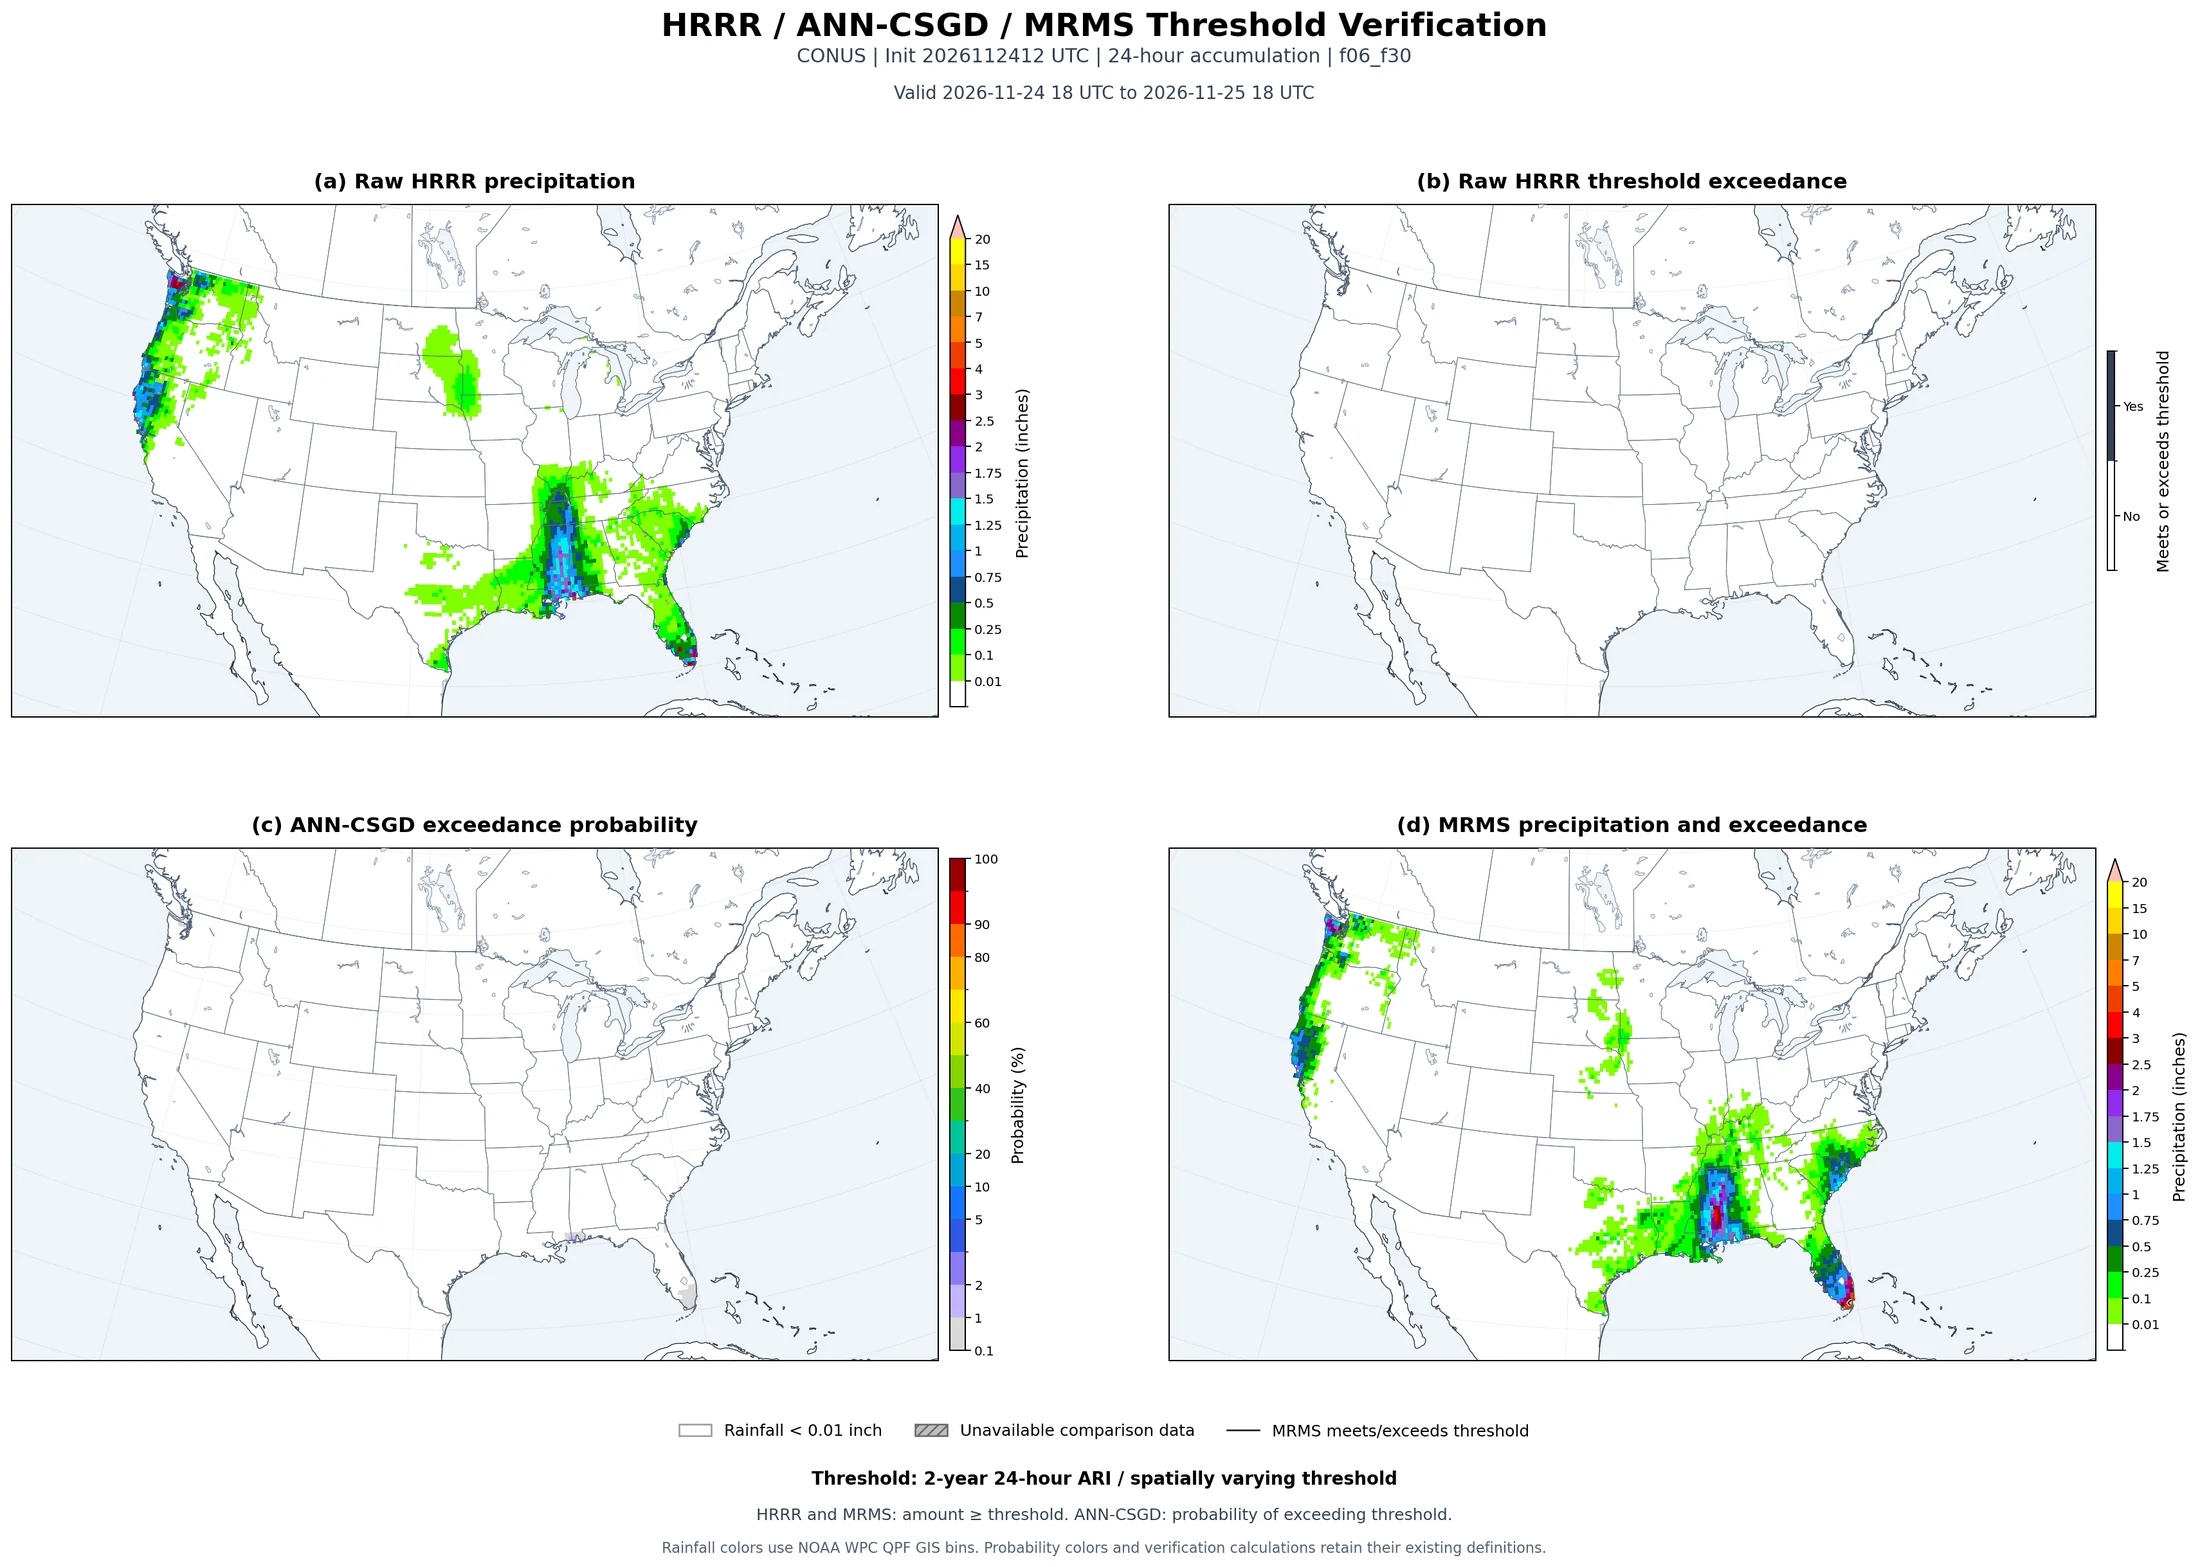 HRRR / ANN-CSGD / MRMS Threshold Verification
CONUS | Init 2026112412 UTC | 24-hour accumulation | f06_f30
Valid 2026-11-24 18 UTC to 2026-11-25 18 UTC
(a) Raw HRRR precipitation
20
15
10
7
5
4
3
2.5
2
1.75
1.5
1.25
1
0.75
0.5
0.25
0.1
0.01
Precipitation (inches)
(b) Raw HRRR threshold exceedance
Yes
No
Meets or exceeds threshold
(c) ANN-CSGD exceedance probability
100
90
80
60
40
20
10
5
2
1
0.1
Probability (%)
(d) MRMS precipitation and exceedance
20
15
10
7
5
4
3
2.5
2
1.75
1.5
1.25
1
0.75
0.5
0.25
0.1
0.01
Precipitation (inches)
Rainfall < 0.01 inch
Unavailable comparison data
MRMS meets/exceeds threshold
Threshold: 2-year 24-hour ARI / spatially varying threshold
HRRR and MRMS: amount ≥ threshold. ANN-CSGD: probability of exceeding threshold.
Rainfall colors use NOAA WPC QPF GIS bins. Probability colors and verification calculations retain their existing definitions.